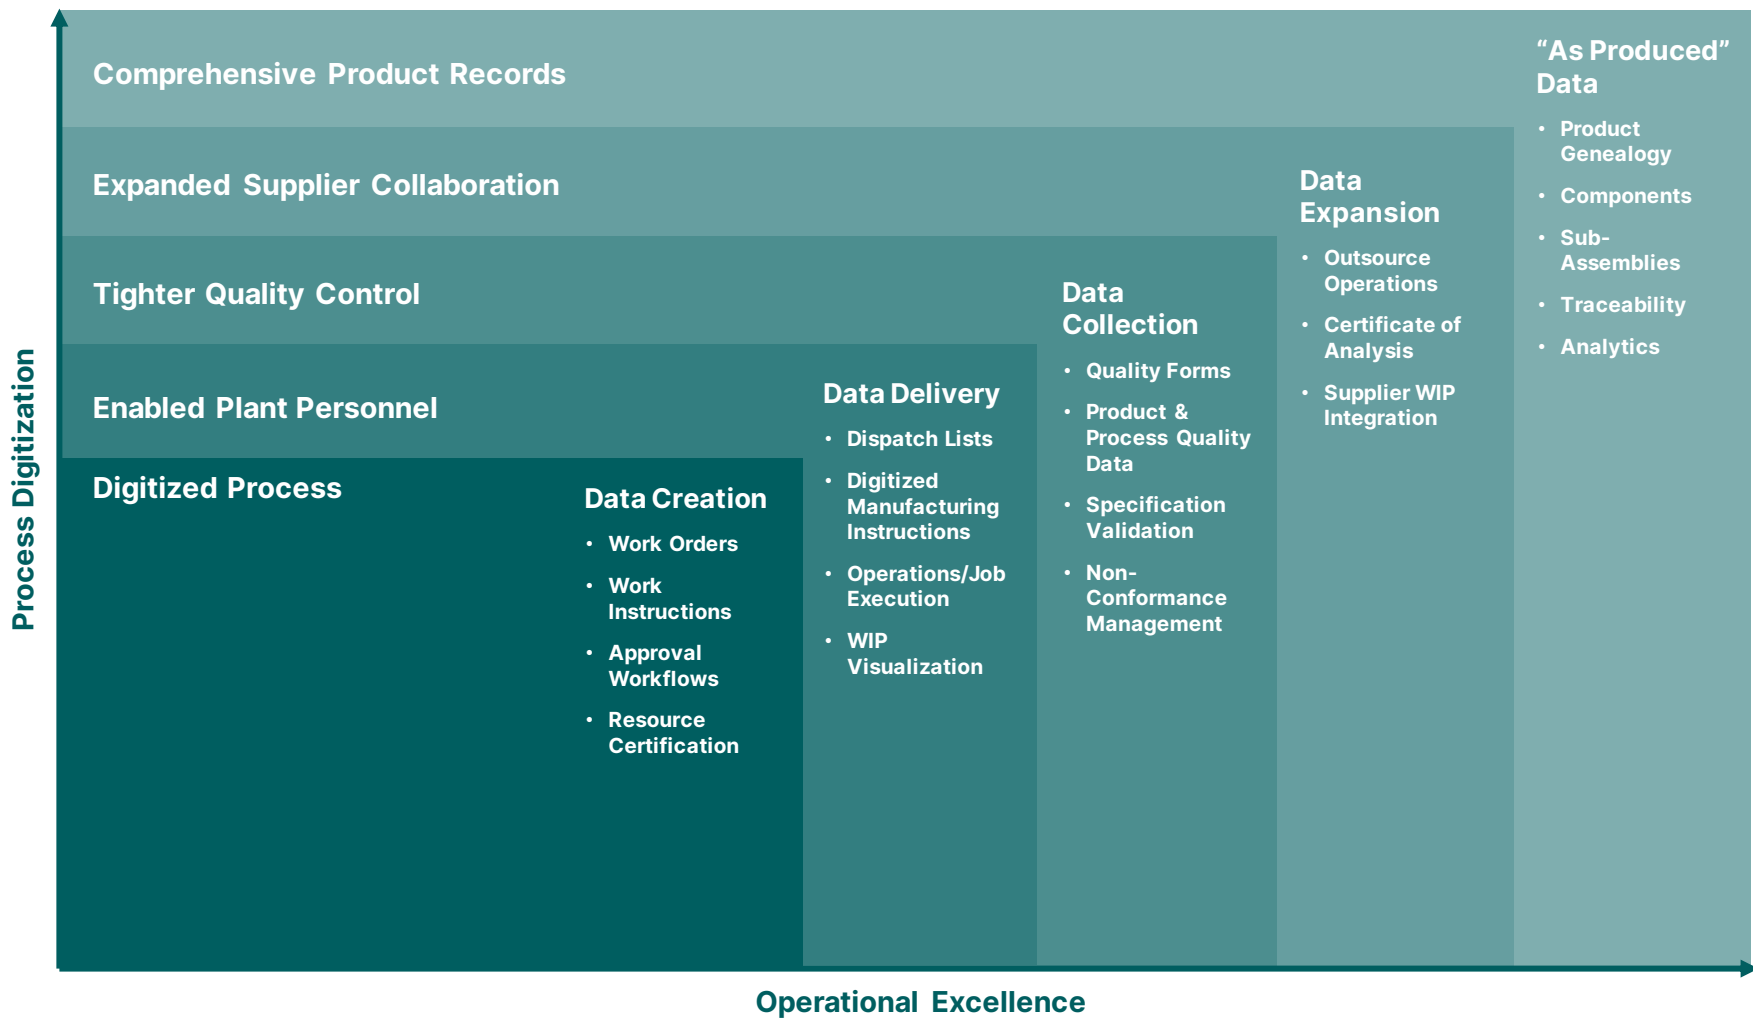 Comprehensive Product Records
“As Produced”
Data
• Product
Genealogy
• Components
• Sub-
Assemblies
• Traceability
• Analytics
Expanded Supplier Collaboration
Data
Expansion
• Outsource
Operations
• Certificate of
Analysis
• Supplier WIP
Integration
Tighter Quality Control
Data
Collection
• Quality Forms
• Product &
Process Quality
Data
• Specification
Validation
• Non-
Conformance
Management
Enabled Plant Personnel
Data Delivery
• Dispatch Lists
• Digitized
Manufacturing
Instructions
• Operations/Job
Execution
• WIP
Visualization
Digitized Process
Data Creation
• Work Orders
• Work
Instructions
• Approval
Workflows
• Resource
Certification
Process Digitization
Operational Excellence